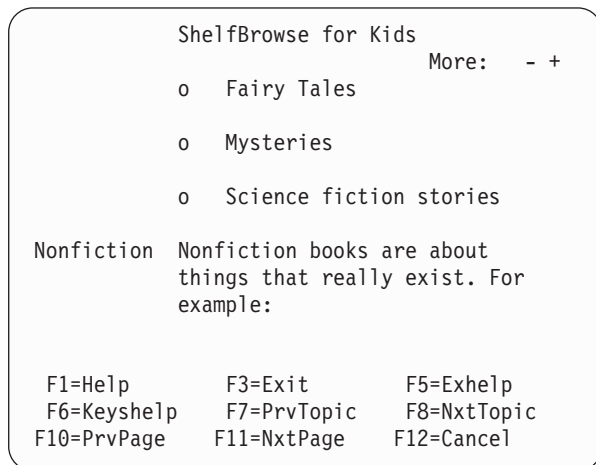 ShelfBrowse for Kids
More: - +
o Fairy Tales
o Mysteries
o Science fiction stories
Nonfiction Nonfiction books are about
things that really exist. For
example:
F1=Help F3=Exit F5=Exhelp
F6=Keyshelp F7=PrvTopic F8=NxtTopic
F10=PrvPage F11=NxtPage F12=Cancel